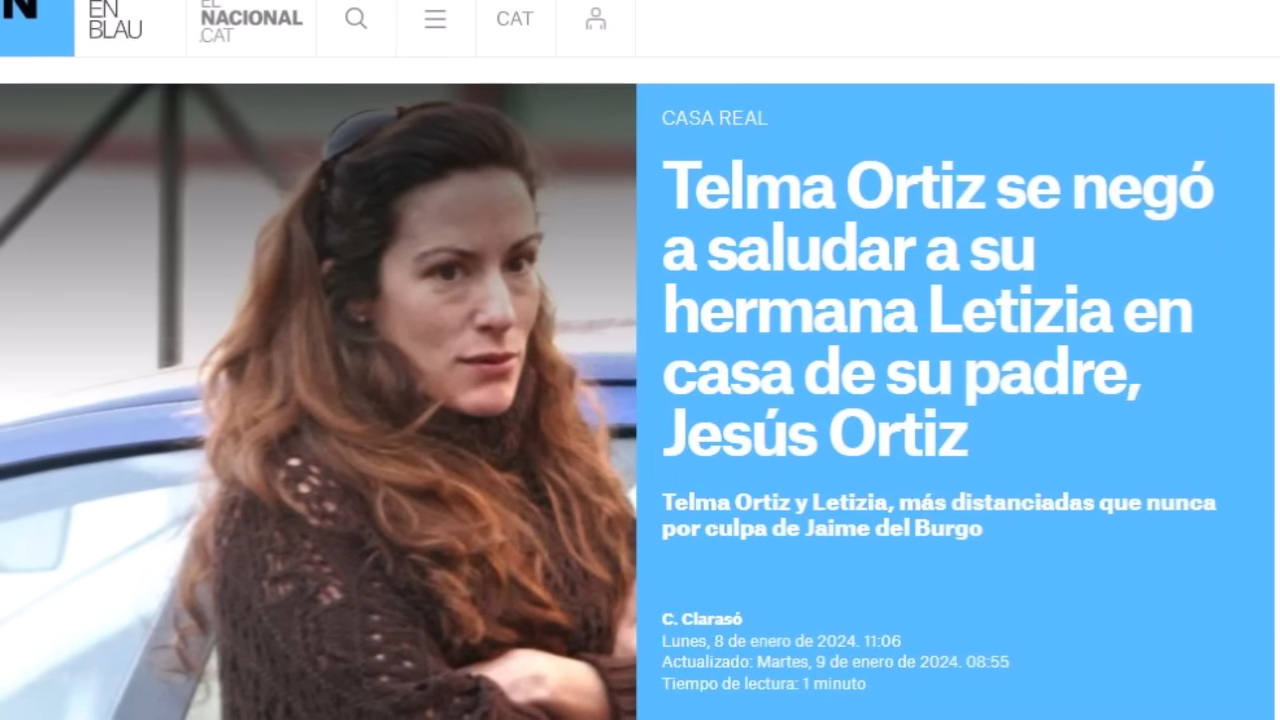 N
EN
BLAU
EL
NACIONAL
.CAT
CAT
CASA REAL
Telma Ortiz se negó
a saludar a su
hermana Letizia en
casa de su padre,
Jesús Ortiz
Telma Ortiz y Letizia, más distanciadas que nunca
por culpa de Jaime del Burgo
C. Clarasó
Lunes, 8 de enero de 2024. 11:06
Actualizado: Martes, 9 de enero de 2024. 08:55
Tiempo de lectura: 1 minuto